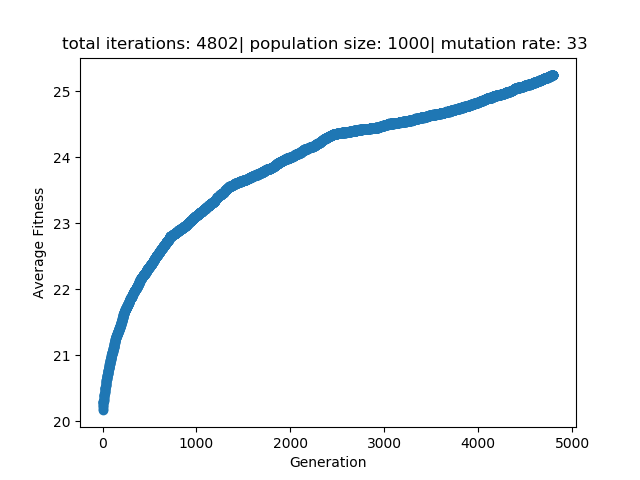 total iterations: 4802| population size: 1000| mutation rate: 33
25
24
23
22
21
20
Average Fitness
0 1000 2000 3000 4000 5000
Generation